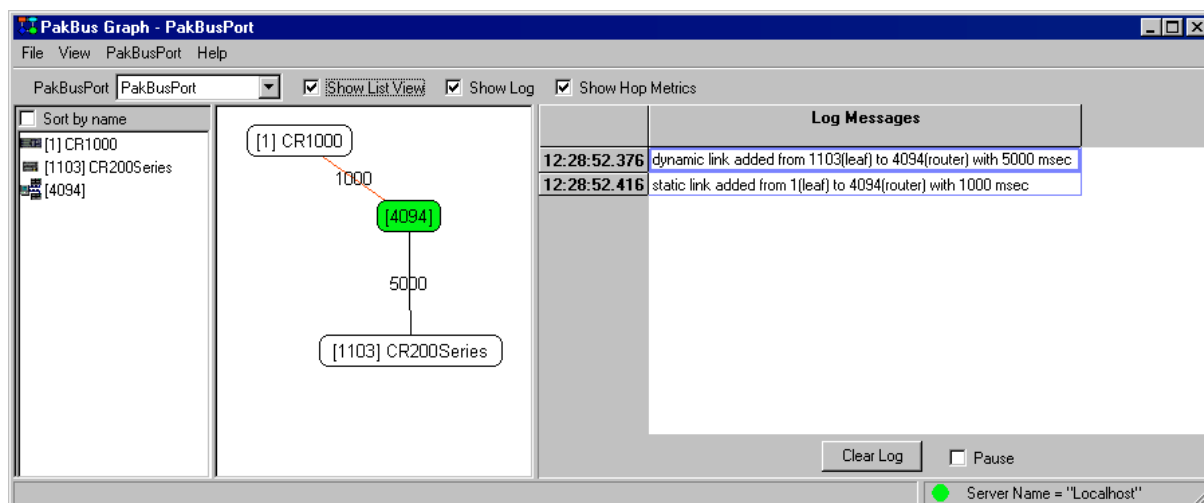 PakBus Graph - PakBusPort
File View PakBusPort Help
PakBusPort PakBusPort Show List View Show Log Show Hop Metrics
Sort by name
[1] CR1000
[1103] CR200Series
[4094]
[1] CR1000
1000
[4094]
5000
[1103] CR200Series
Log Messages
12:28:52.376 dynamic link added from 1103(leaf) to 4094(router) with 5000 msec
12:28:52.416 static link added from 1(leaf) to 4094(router) with 1000 msec
Clear Log Pause
Server Name = "Localhost"